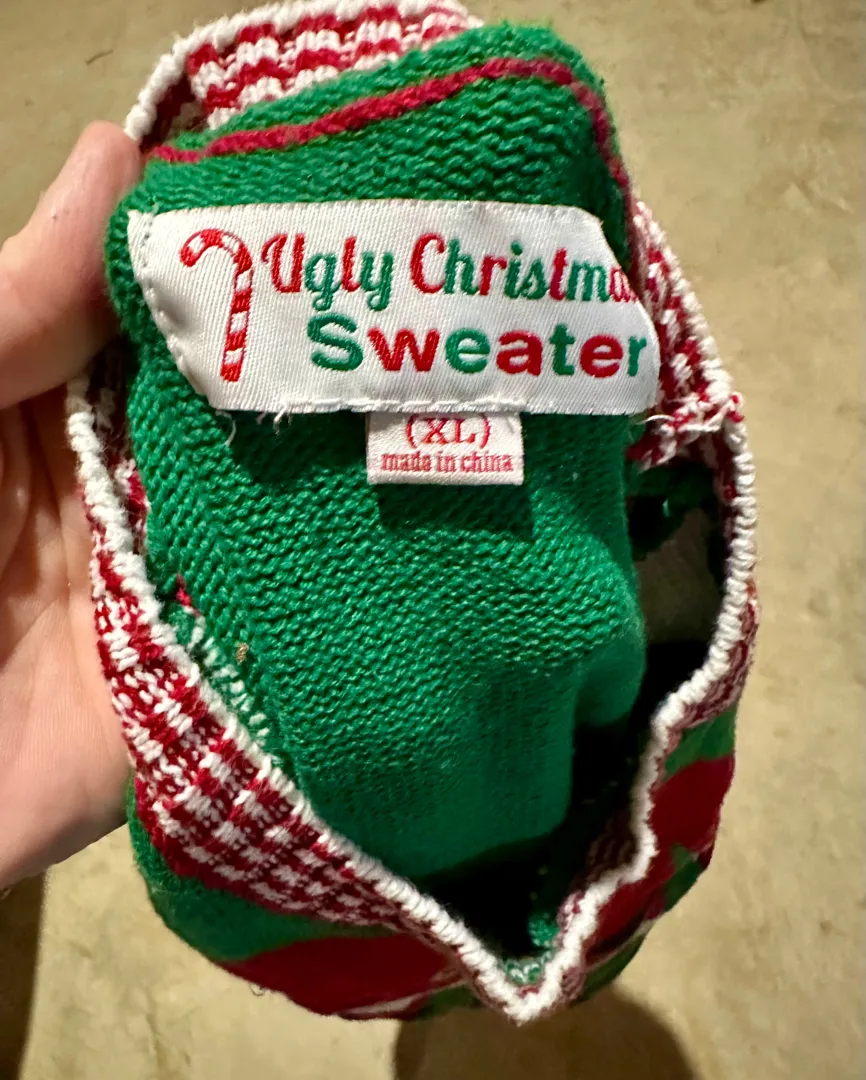 Ugly Christma
Sweater
(XL)
made in china